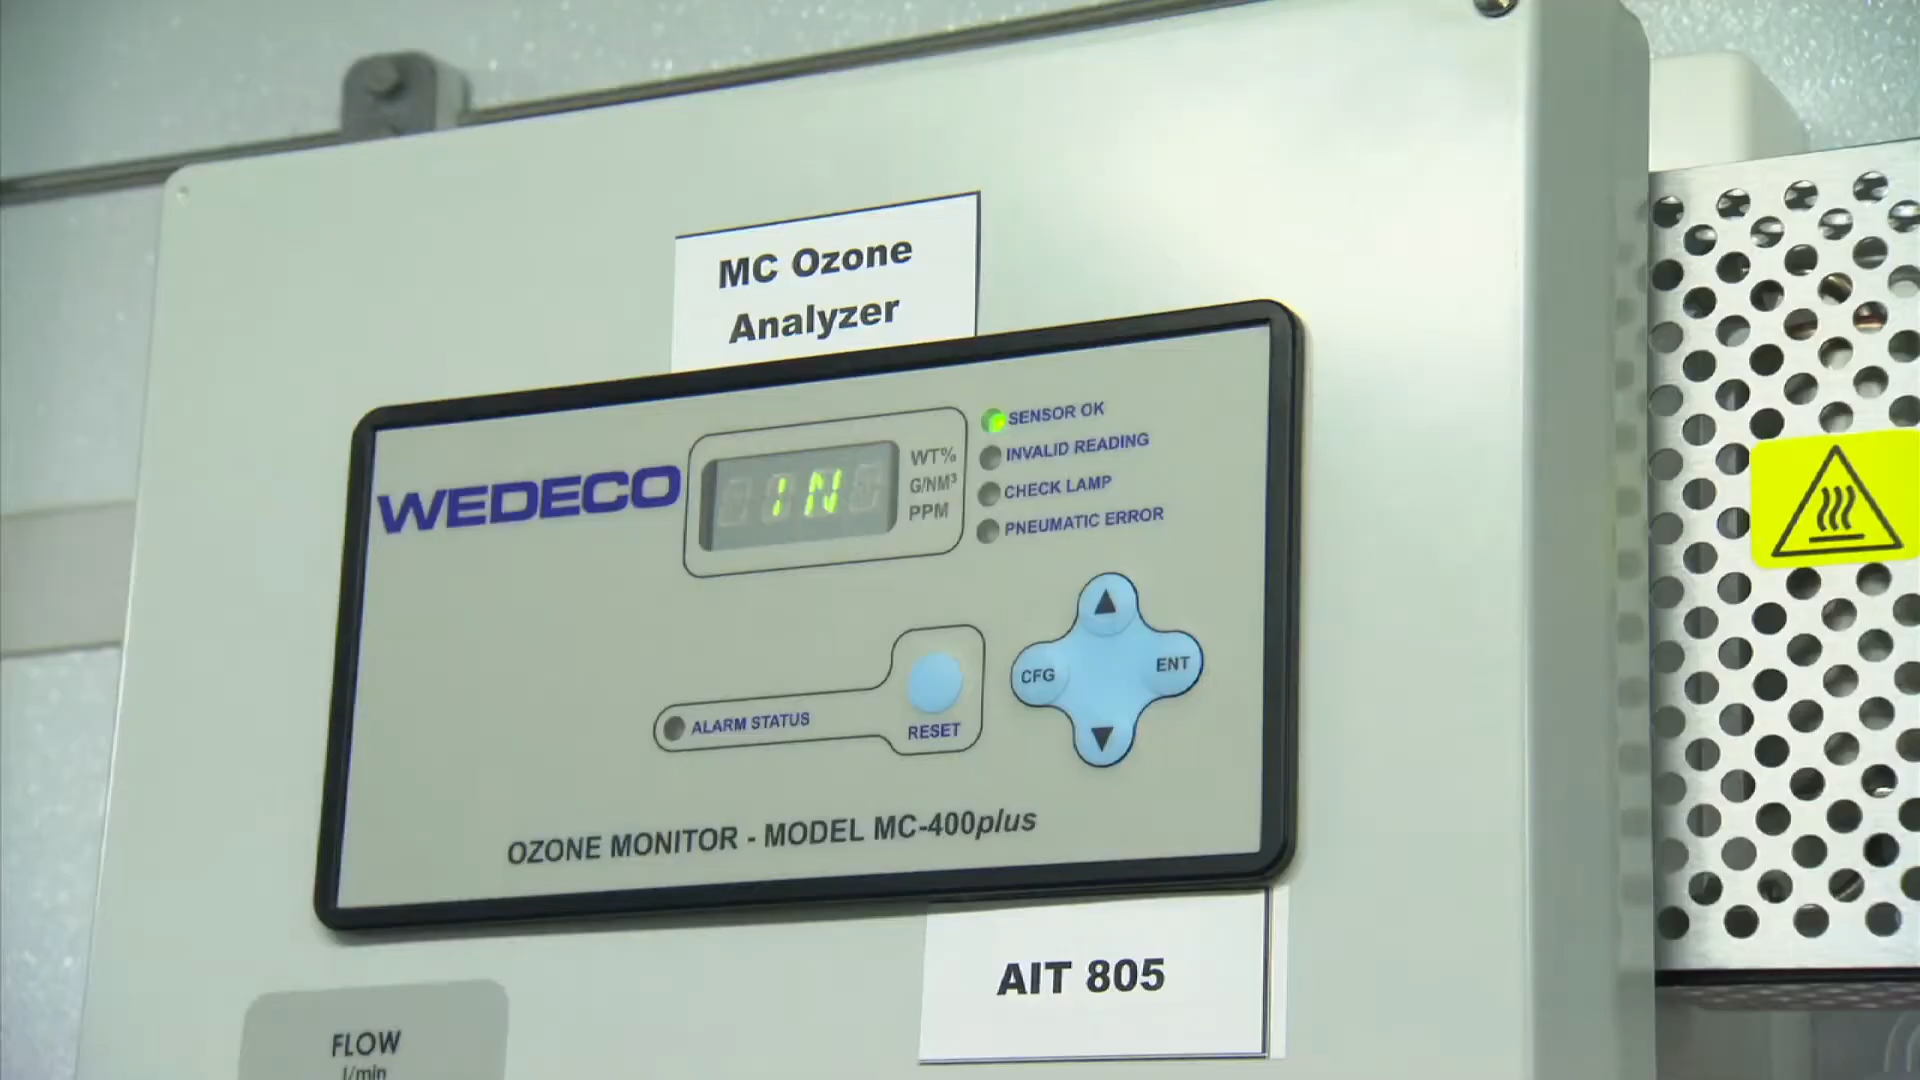 MC Ozone
Analyzer
WEDECO
IN
WT%
G/NM³
PPM
SENSOR OK
INVALID READING
CHECK LAMP
PNEUMATIC ERROR
CFG
ENT
ALARM STATUS
RESET
OZONE MONITOR - MODEL MC-400plus
AIT 805
FLOW
l/min